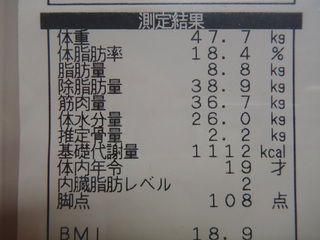 測定結果
体重 47.7 kg
体脂肪率 18.4 %
脂肪量 8.8 kg
除脂肪量 38.9 kg
筋肉量 36.7 kg
体水分量 26.0 kg
推定骨量 2.2 kg
基礎代謝量 1112 kcal
体内年令 19 才
内臓脂肪レベル 2
脚点 108 点
BMI 18.9